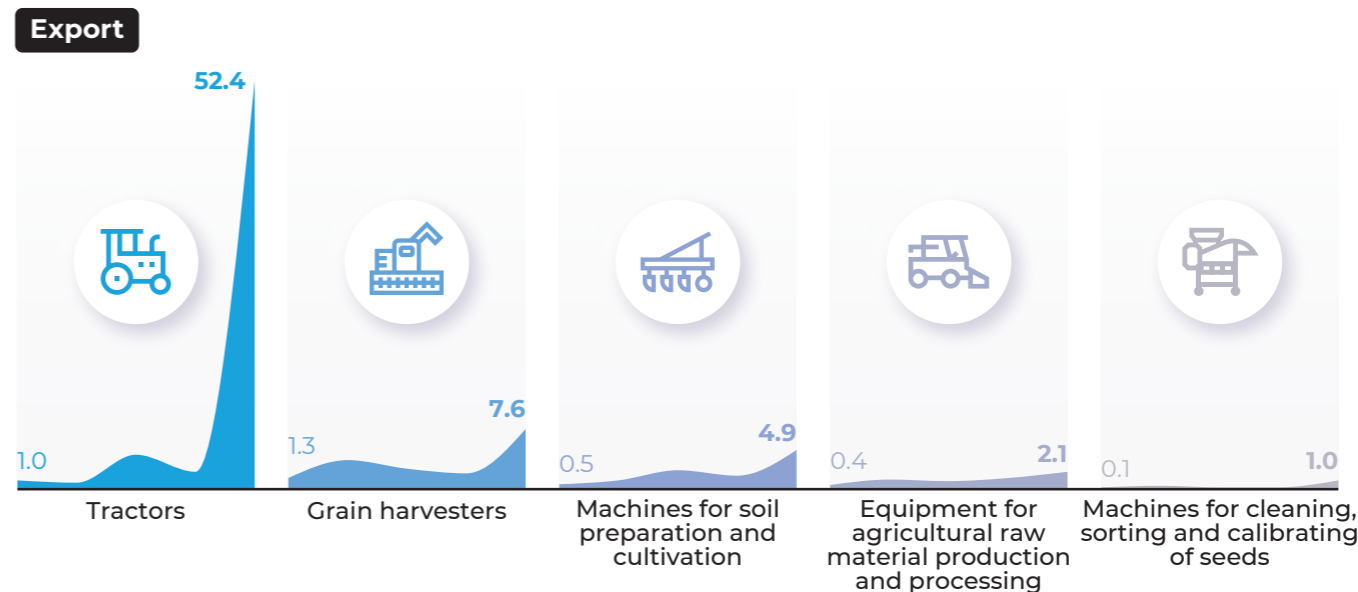 Export
52.4
1.0
Tractors
7.6
1.3
Grain harvesters
4.9
0.5
Machines for soil
preparation and
cultivation
2.1
0.4
Equipment for
agricultural raw
material production
and processing
1.0
0.1
Machines for cleaning,
sorting and calibrating
of seeds